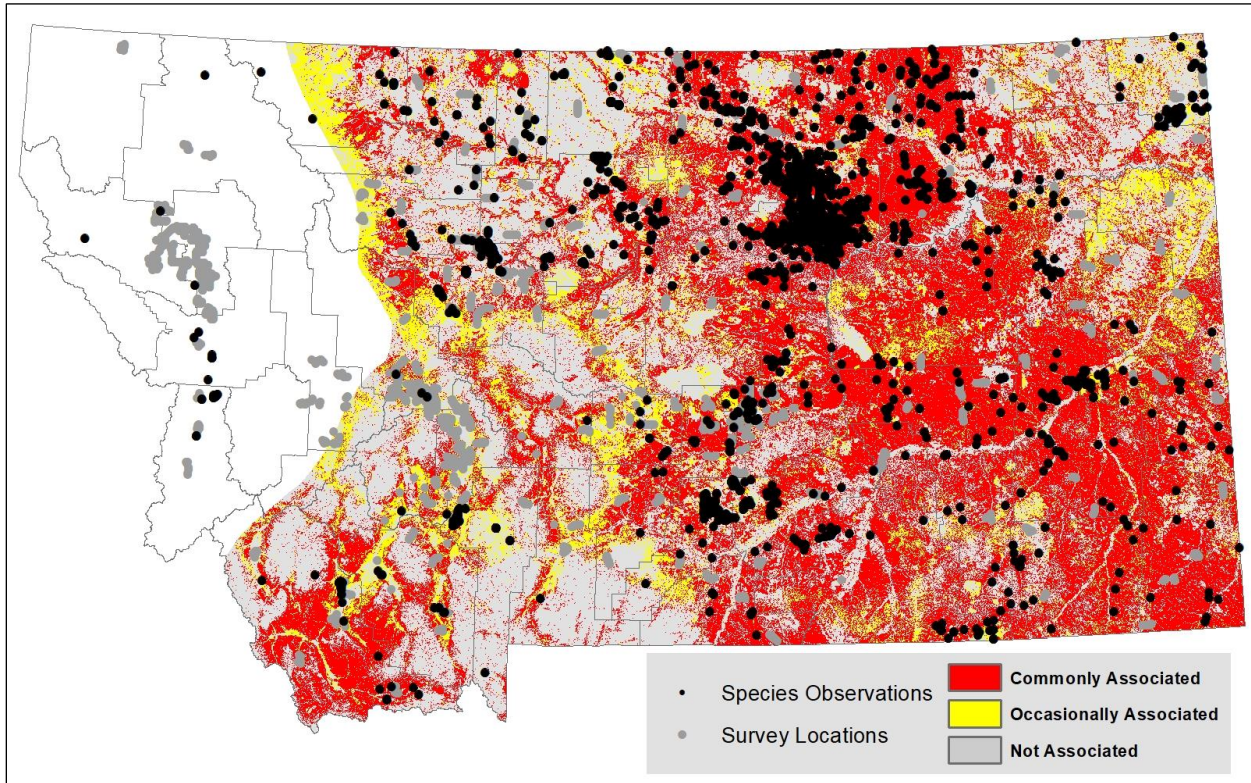 Species Observations
Survey Locations
Commonly Associated
Occasionally Associated
Not Associated